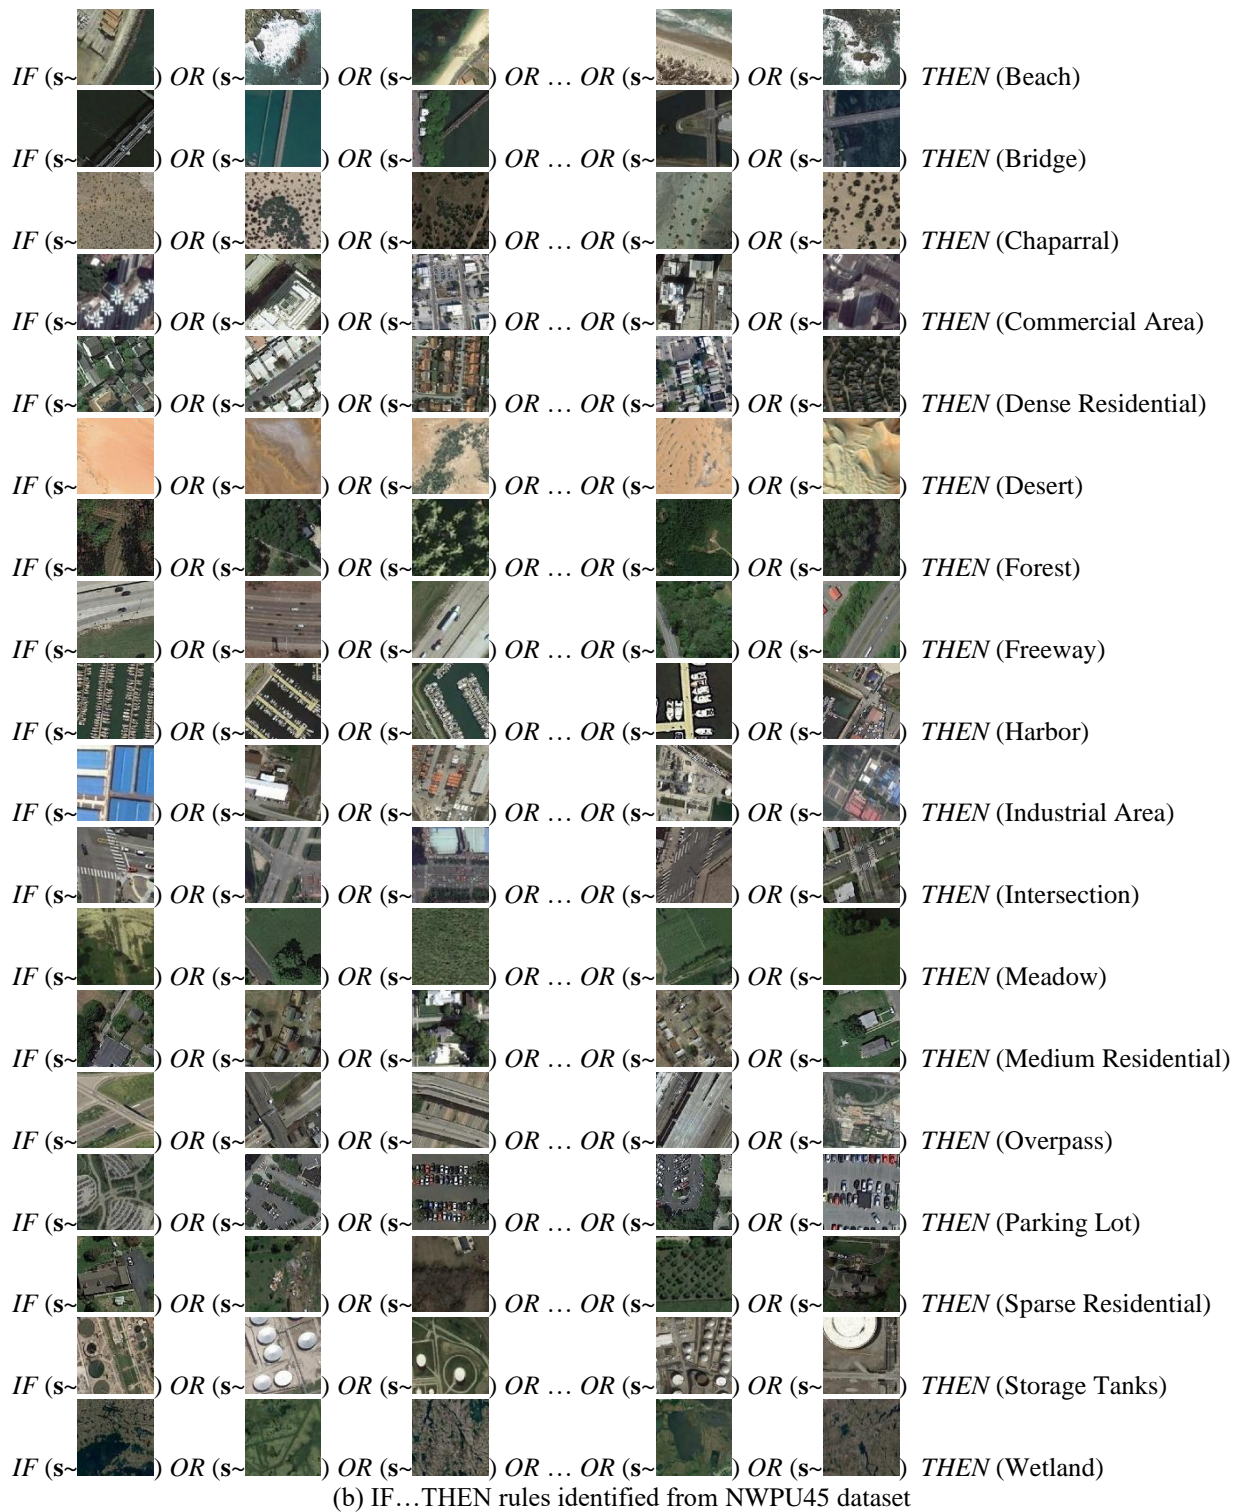 IF (s~ ) OR (s~ ) OR (s~ ) OR … OR (s~ ) OR (s~ ) THEN (Beach)
IF (s~ ) OR (s~ ) OR (s~ ) OR … OR (s~ ) OR (s~ ) THEN (Bridge)
IF (s~ ) OR (s~ ) OR (s~ ) OR … OR (s~ ) OR (s~ ) THEN (Chaparral)
IF (s~ ) OR (s~ ) OR (s~ ) OR … OR (s~ ) OR (s~ ) THEN (Commercial Area)
IF (s~ ) OR (s~ ) OR (s~ ) OR … OR (s~ ) OR (s~ ) THEN (Dense Residential)
IF (s~ ) OR (s~ ) OR (s~ ) OR … OR (s~ ) OR (s~ ) THEN (Desert)
IF (s~ ) OR (s~ ) OR (s~ ) OR … OR (s~ ) OR (s~ ) THEN (Forest)
IF (s~ ) OR (s~ ) OR (s~ ) OR … OR (s~ ) OR (s~ ) THEN (Freeway)
IF (s~ ) OR (s~ ) OR (s~ ) OR … OR (s~ ) OR (s~ ) THEN (Harbor)
IF (s~ ) OR (s~ ) OR (s~ ) OR … OR (s~ ) OR (s~ ) THEN (Industrial Area)
IF (s~ ) OR (s~ ) OR (s~ ) OR … OR (s~ ) OR (s~ ) THEN (Intersection)
IF (s~ ) OR (s~ ) OR (s~ ) OR … OR (s~ ) OR (s~ ) THEN (Meadow)
IF (s~ ) OR (s~ ) OR (s~ ) OR … OR (s~ ) OR (s~ ) THEN (Medium Residential)
IF (s~ ) OR (s~ ) OR (s~ ) OR … OR (s~ ) OR (s~ ) THEN (Overpass)
IF (s~ ) OR (s~ ) OR (s~ ) OR … OR (s~ ) OR (s~ ) THEN (Parking Lot)
IF (s~ ) OR (s~ ) OR (s~ ) OR … OR (s~ ) OR (s~ ) THEN (Sparse Residential)
IF (s~ ) OR (s~ ) OR (s~ ) OR … OR (s~ ) OR (s~ ) THEN (Storage Tanks)
IF (s~ ) OR (s~ ) OR (s~ ) OR … OR (s~ ) OR (s~ ) THEN (Wetland)
(b) IF…THEN rules identified from NWPU45 dataset